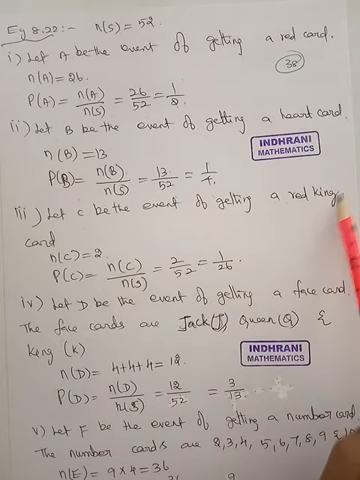 Eg 8.22:- n(S) = 52.
i) Let A be the event of getting a red card.
38
n(A) = 26.
P(A) = n(A)/n(S) = 26/52 = 1/2.
ii) Let B be the event of getting a heart card
n(B) = 13
INDHRANI
MATHEMATICS
P(B) = n(B)/n(S) = 13/52 = 1/4.
iii) Let C be the event of getting a red king
card
n(C) = 2.
P(C) = n(C)/n(S) = 2/52 = 1/26.
iv) Let D be the event of getting a face card
The face cards are Jack(J), Queen(Q) &
King (K)
INDHRANI
MATHEMATICS
n(D) = 4+4+4 = 12.
P(D) = n(D)/n(S) = 12/52 = 3/13
v) Let F be the event of getting a number card
The number cards are 2,3,4, 5,6,7,8,9 &
n(E) = 9 x 4 = 36
9